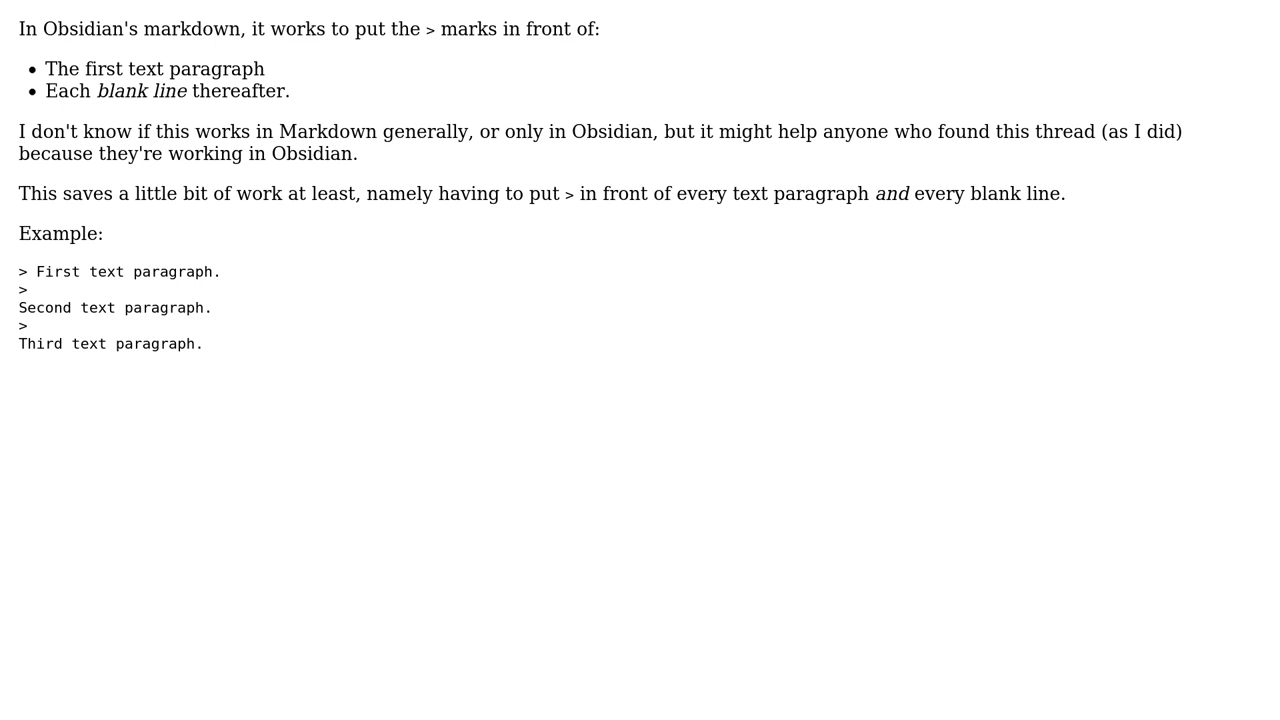 In Obsidian's markdown, it works to put the > marks in front of:
• The first text paragraph
• Each blank line thereafter.
I don't know if this works in Markdown generally, or only in Obsidian, but it might help anyone who found this thread (as I did)
because they're working in Obsidian.
This saves a little bit of work at least, namely having to put > in front of every text paragraph and every blank line.
Example:
> First text paragraph.
>
Second text paragraph.
>
Third text paragraph.